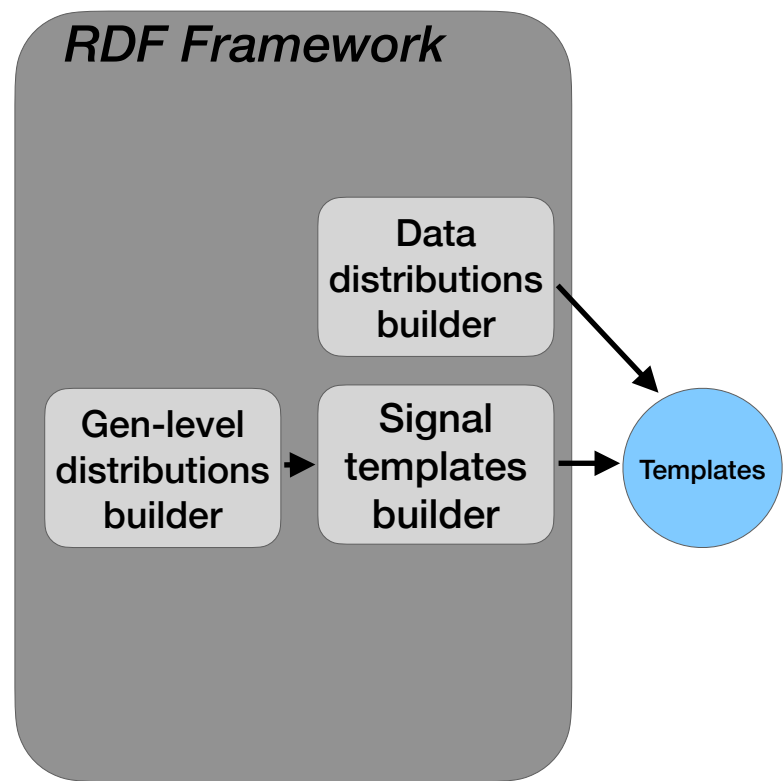 RDF Framework
Data
distributions
builder
Gen-level
distributions
builder
Signal
templates
builder
Templates